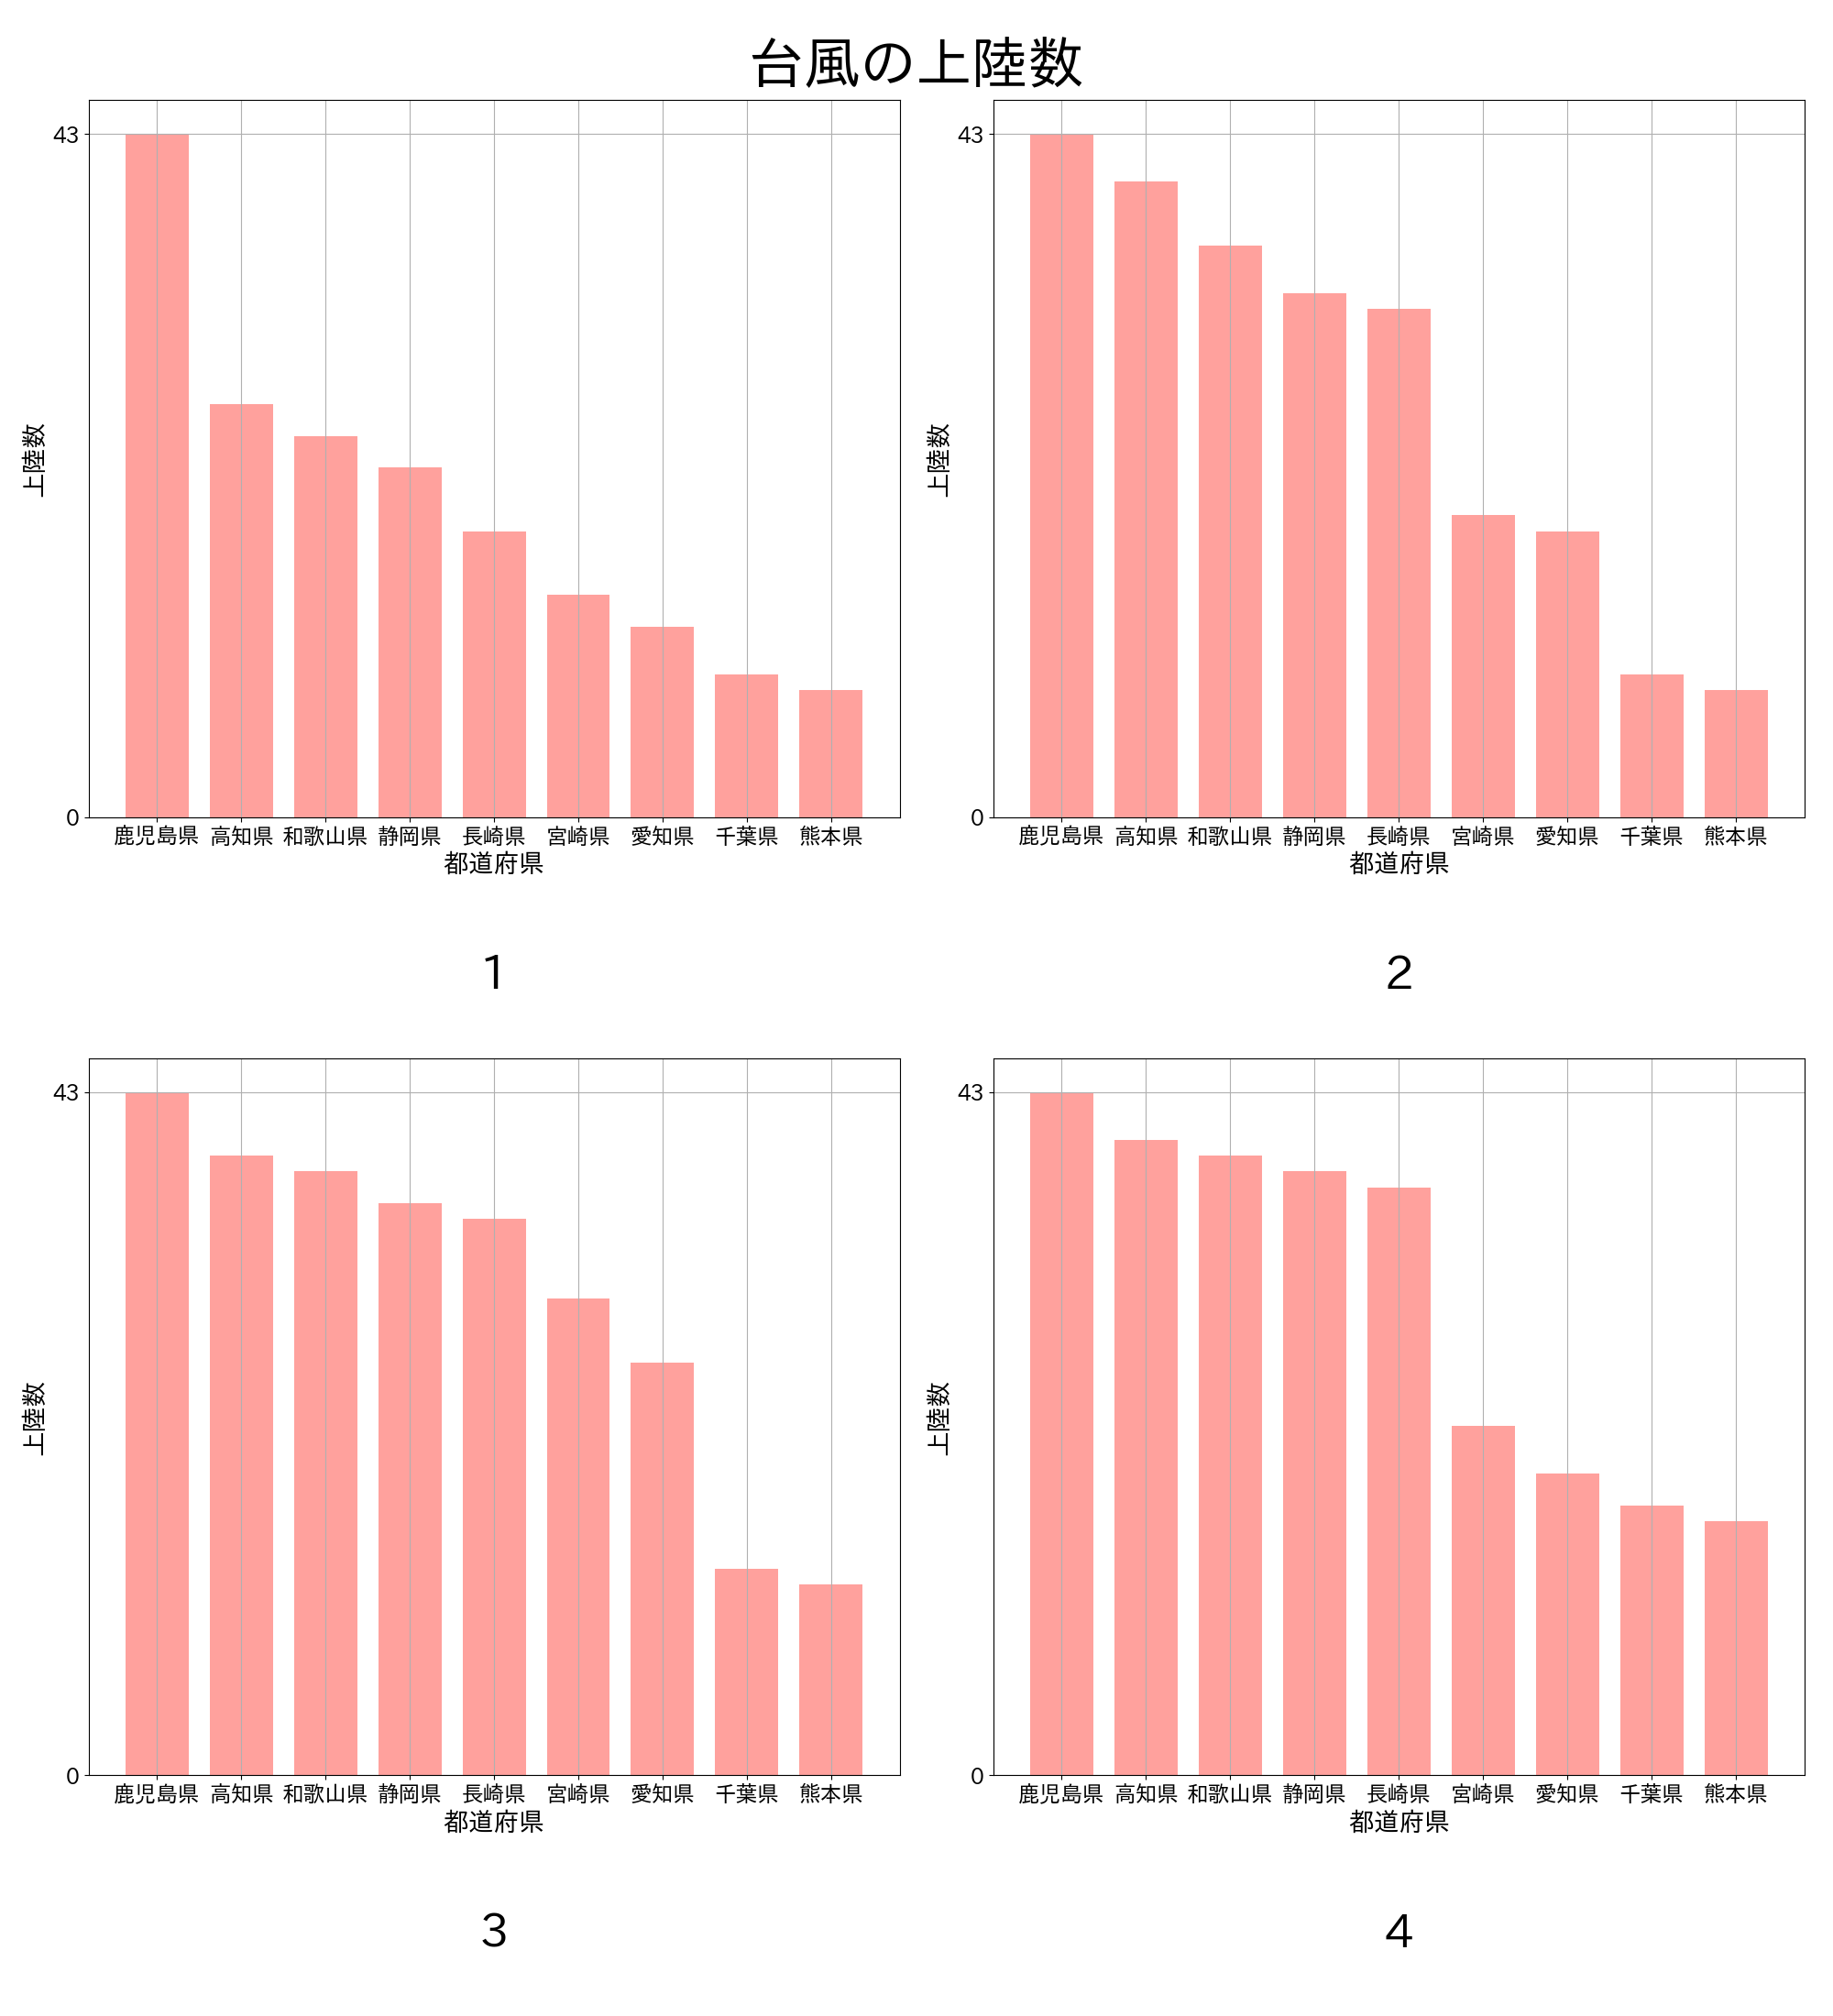 台風の上陸数
43
0
上陸数
鹿児島県 高知県 和歌山県 静岡県 長崎県 宮崎県 愛知県 千葉県 熊本県
都道府県
1
43
0
上陸数
鹿児島県 高知県 和歌山県 静岡県 長崎県 宮崎県 愛知県 千葉県 熊本県
都道府県
2
43
0
上陸数
鹿児島県 高知県 和歌山県 静岡県 長崎県 宮崎県 愛知県 千葉県 熊本県
都道府県
3
43
0
上陸数
鹿児島県 高知県 和歌山県 静岡県 長崎県 宮崎県 愛知県 千葉県 熊本県
都道府県
4